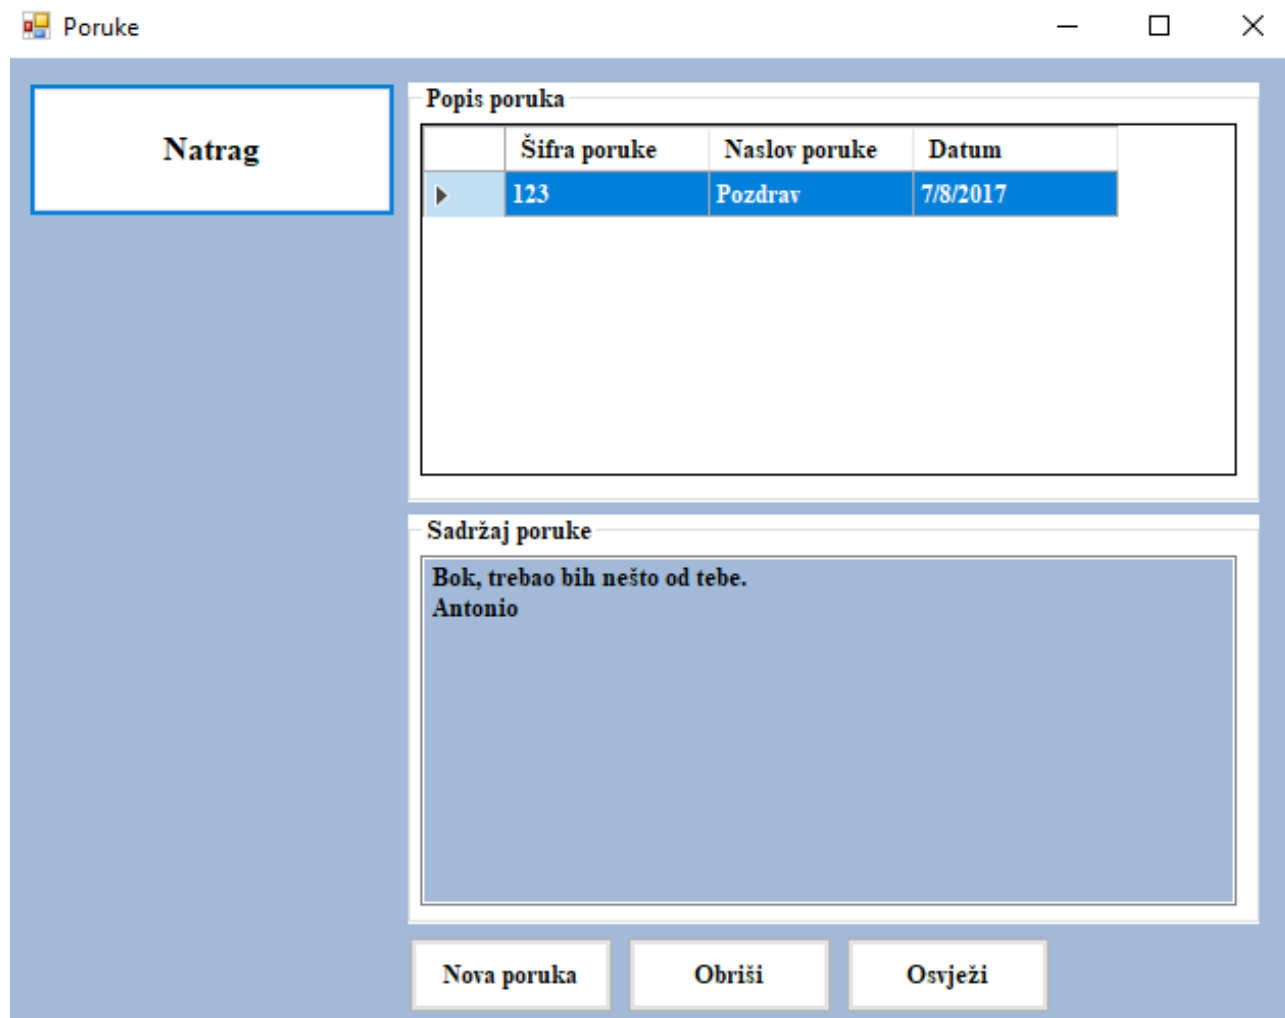 Poruke
Natrag
Popis poruka
Šifra poruke Naslov poruke Datum
123 Pozdrav 7/8/2017
Sadržaj poruke
Bok, trebao bih nešto od tebe.
Antonio
Nova poruka Obriši Osvježi